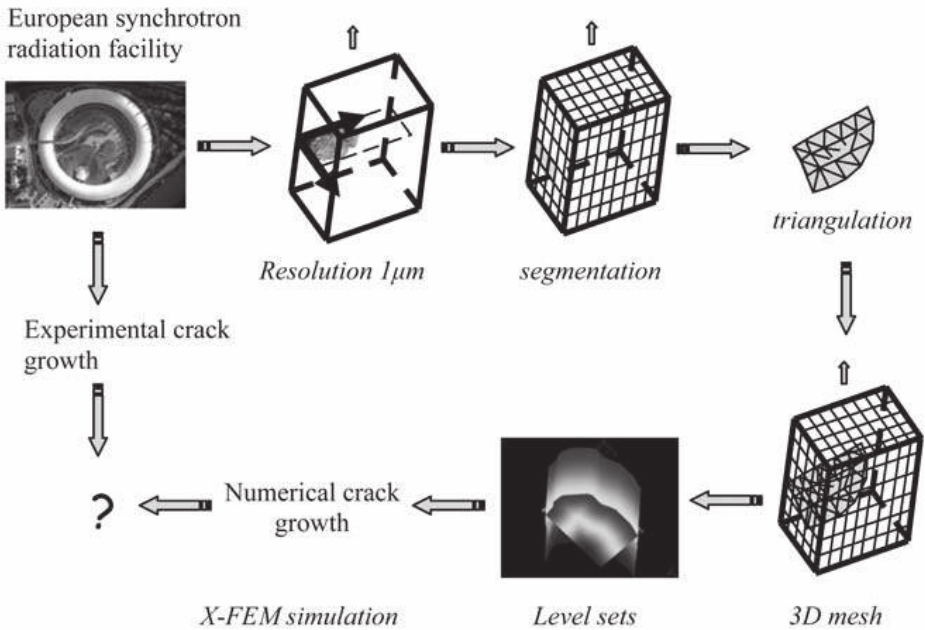 European synchrotron
radiation facility
Resolution 1μm
segmentation
triangulation
Experimental crack
growth
?
Numerical crack
growth
X-FEM simulation
Level sets
3D mesh